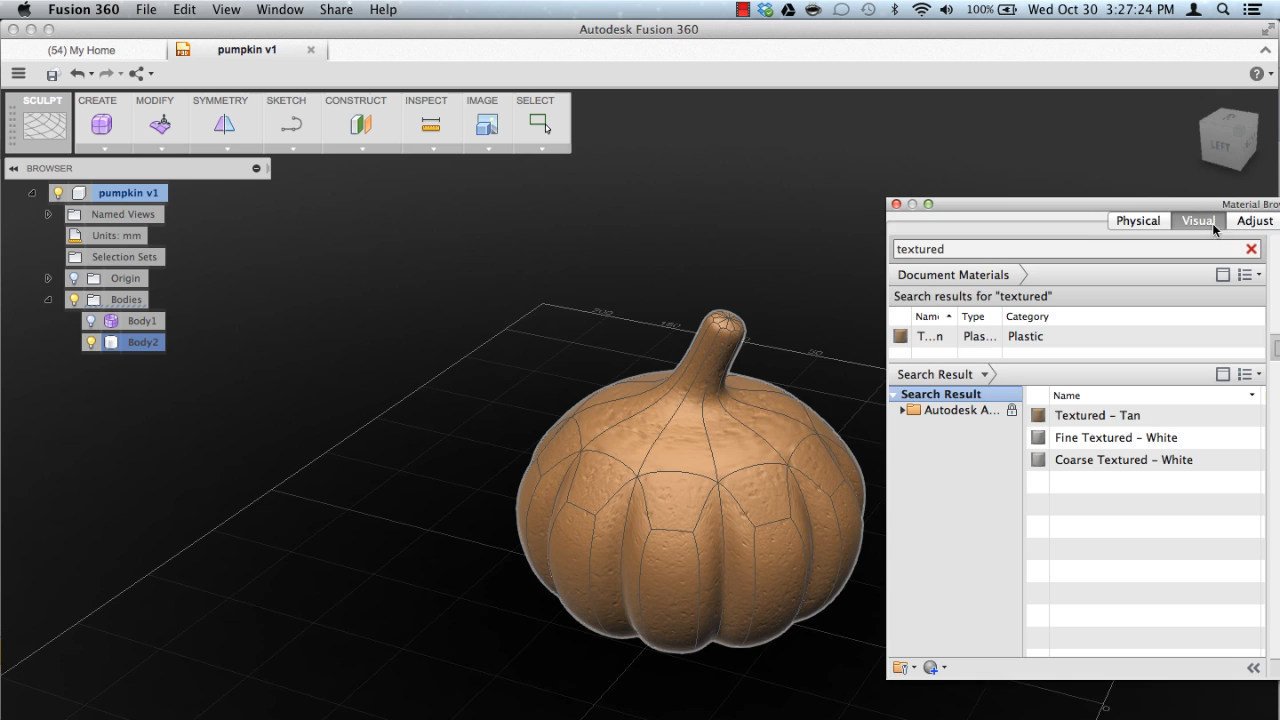 Fusion 360 File Edit View Window Share Help 100% Wed Oct 30 3:27:24 PM
Autodesk Fusion 360
(54) My Home pumpkin v1
SCULPT CREATE MODIFY SYMMETRY SKETCH CONSTRUCT INSPECT IMAGE SELECT
BROWSER
pumpkin v1
Named Views
Units: mm
Selection Sets
Origin
Bodies
Body1
Body2
LEFT
Material Bro
Physical Visual Adjust
textured
Document Materials
Search results for "textured"
Name Type Category
T...n Plas... Plastic
Search Result
Search Result
Autodesk A...
Name
Textured - Tan
Fine Textured - White
Coarse Textured - White
200
150
50